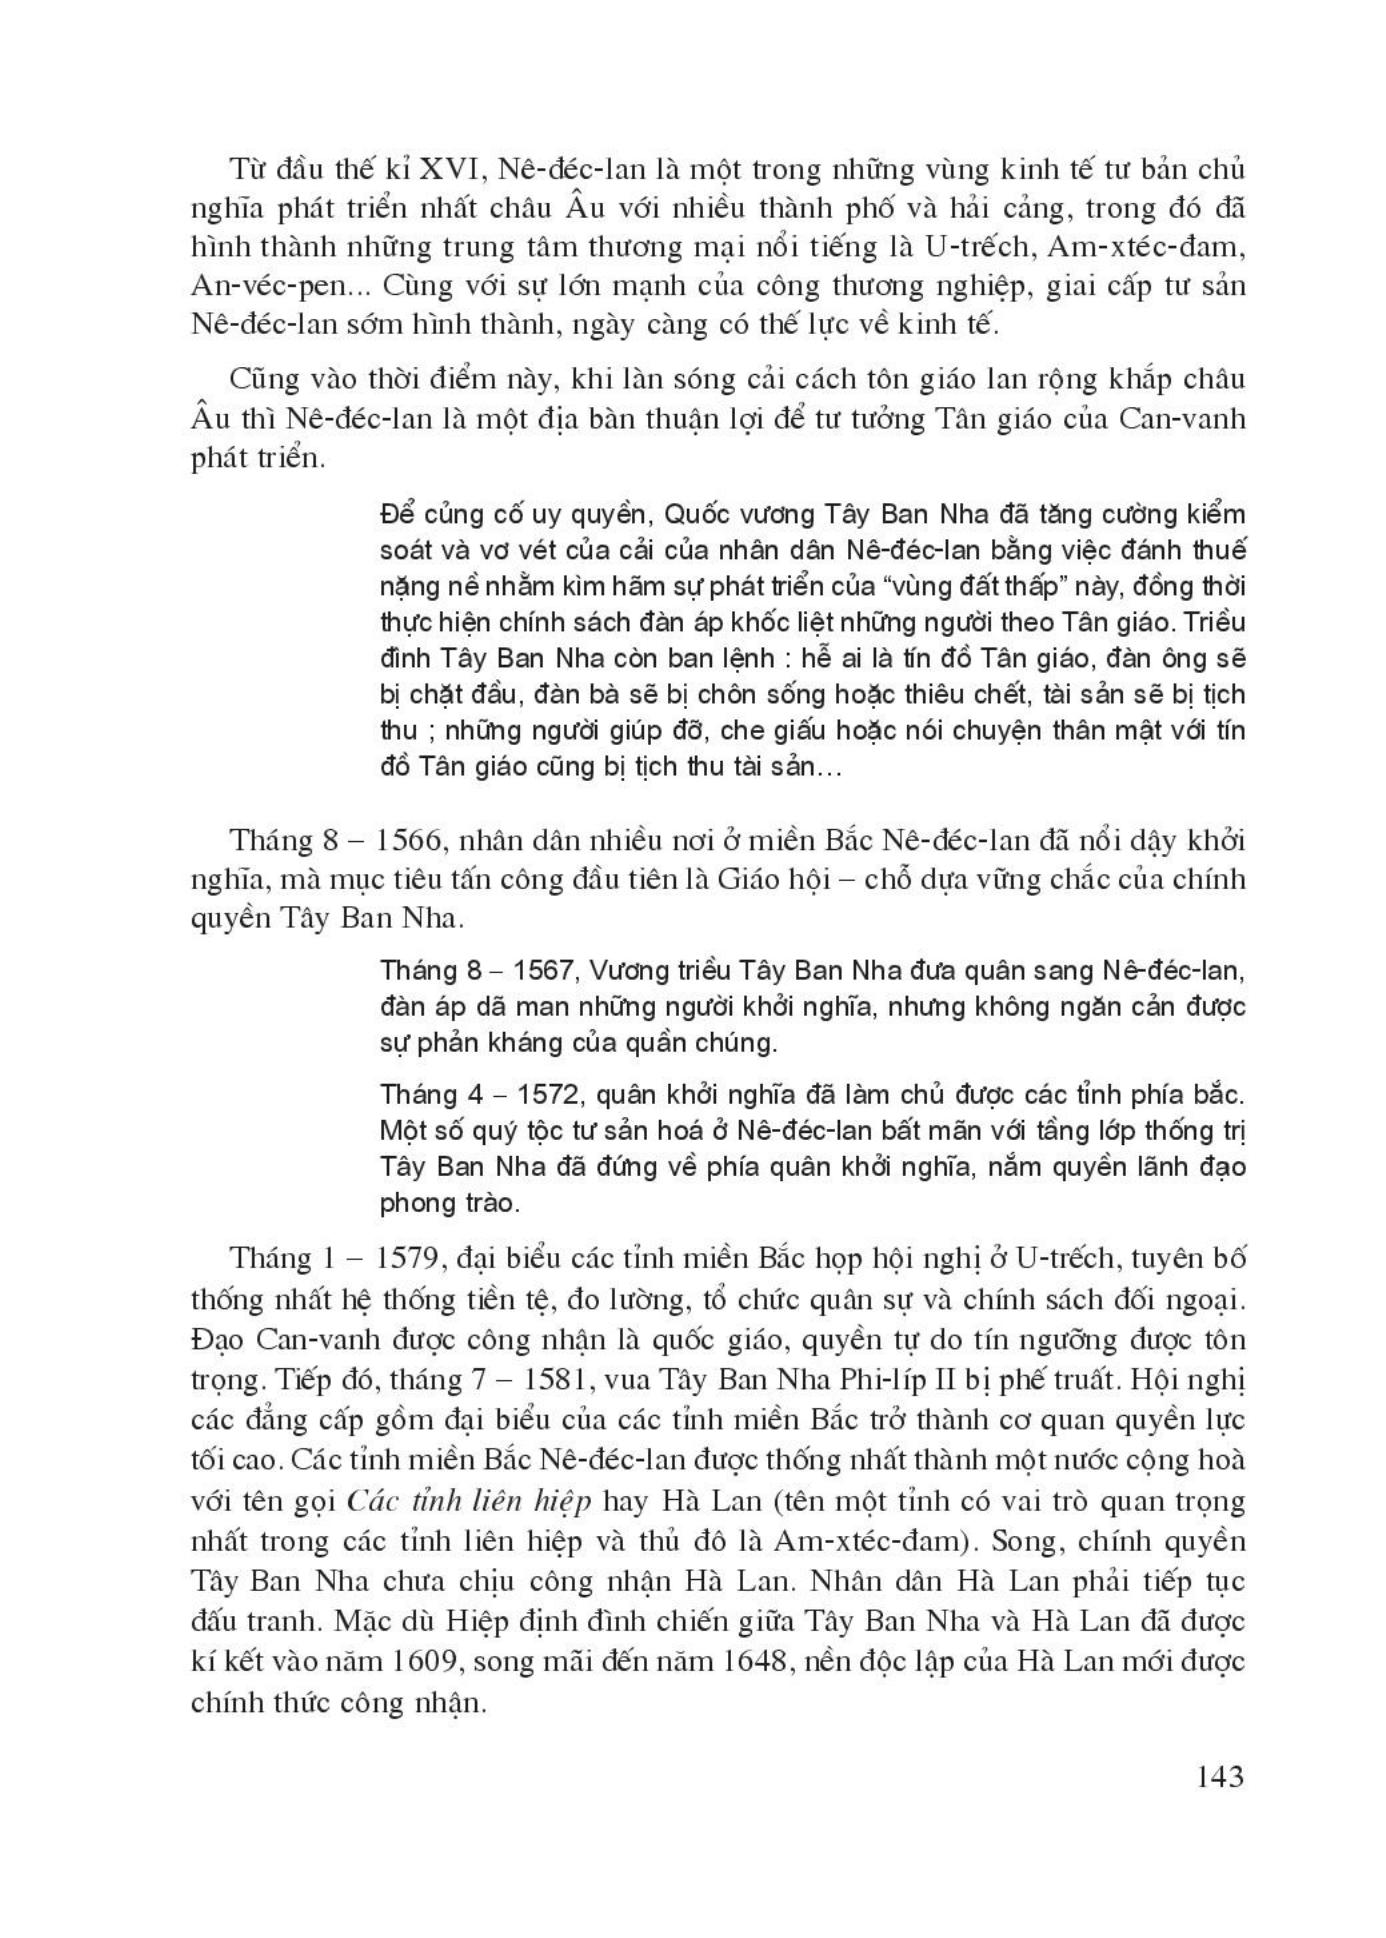 Từ đầu thế kỉ XVI, Nê-đéc-lan là một trong những vùng kinh tế tư bản chủ
nghĩa phát triển nhất châu Âu với nhiều thành phố và hải cảng, trong đó đã
hình thành những trung tâm thương mại nổi tiếng là U-trếch, Am-xtéc-đam,
An-véc-pen... Cùng với sự lớn mạnh của công thương nghiệp, giai cấp tư sản
Nê-đéc-lan sớm hình thành, ngày càng có thế lực về kinh tế.
Cũng vào thời điểm này, khi làn sóng cải cách tôn giáo lan rộng khắp châu
Âu thì Nê-đéc-lan là một địa bàn thuận lợi để tư tưởng Tân giáo của Can-vanh
phát triển.
Để củng cố uy quyền, Quốc vương Tây Ban Nha đã tăng cường kiểm
soát và vơ vét của cải của nhân dân Nê-đéc-lan bằng việc đánh thuế
nặng nề nhằm kìm hãm sự phát triển của “vùng đất thấp” này, đồng thời
thực hiện chính sách đàn áp khốc liệt những người theo Tân giáo. Triều
đình Tây Ban Nha còn ban lệnh : hễ ai là tín đồ Tân giáo, đàn ông sẽ
bị chặt đầu, đàn bà sẽ bị chôn sống hoặc thiêu chết, tài sản sẽ bị tịch
thu ; những người giúp đỡ, che giấu hoặc nói chuyện thân mật với tín
đồ Tân giáo cũng bị tịch thu tài sản...
Tháng 8 – 1566, nhân dân nhiều nơi ở miền Bắc Nê-đéc-lan đã nổi dậy khởi
nghĩa, mà mục tiêu tấn công đầu tiên là Giáo hội – chỗ dựa vững chắc của chính
quyền Tây Ban Nha.
Tháng 8 – 1567, Vương triều Tây Ban Nha đưa quân sang Nê-đéc-lan,
đàn áp dã man những người khởi nghĩa, nhưng không ngăn cản được
sự phản kháng của quần chúng.
Tháng 4 – 1572, quân khởi nghĩa đã làm chủ được các tỉnh phía bắc.
Một số quý tộc tư sản hoá ở Nê-đéc-lan bất mãn với tầng lớp thống trị
Tây Ban Nha đã đứng về phía quân khởi nghĩa, nắm quyền lãnh đạo
phong trào.
Tháng 1 – 1579, đại biểu các tỉnh miền Bắc họp hội nghị ở U-trếch, tuyên bố
thống nhất hệ thống tiền tệ, đo lường, tổ chức quân sự và chính sách đối ngoại.
Đạo Can-vanh được công nhận là quốc giáo, quyền tự do tín ngưỡng được tôn
trọng. Tiếp đó, tháng 7 – 1581, vua Tây Ban Nha Phi-líp II bị phế truất. Hội nghị
các đẳng cấp gồm đại biểu của các tỉnh miền Bắc trở thành cơ quan quyền lực
tối cao. Các tỉnh miền Bắc Nê-đéc-lan được thống nhất thành một nước cộng hoà
với tên gọi Các tỉnh liên hiệp hay Hà Lan (tên một tỉnh có vai trò quan trọng
nhất trong các tỉnh liên hiệp và thủ đô là Am-xtéc-đam). Song, chính quyền
Tây Ban Nha chưa chịu công nhận Hà Lan. Nhân dân Hà Lan phải tiếp tục
đấu tranh. Mặc dù Hiệp định đình chiến giữa Tây Ban Nha và Hà Lan đã được
kí kết vào năm 1609, song mãi đến năm 1648, nền độc lập của Hà Lan mới được
chính thức công nhận.
143